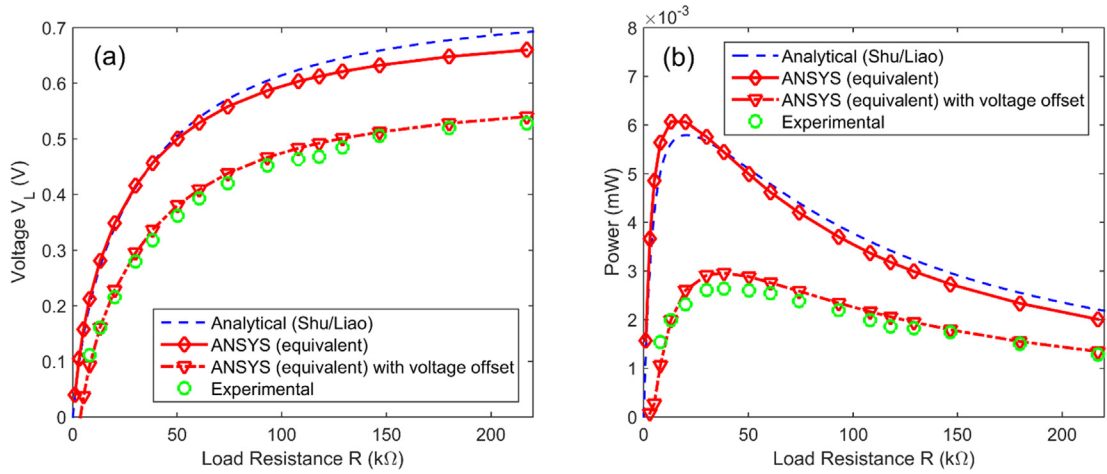 (a)
Voltage V_L (V)
0.7
0.6
0.5
0.4
0.3
0.2
0.1
0
0 50 100 150 200
Load Resistance R (kΩ)
Analytical (Shu/Liao)
ANSYS (equivalent)
ANSYS (equivalent) with voltage offset
Experimental
×10⁻³
(b)
Power (mW)
8
7
6
5
4
3
2
1
0
0 50 100 150 200
Load Resistance R (kΩ)
Analytical (Shu/Liao)
ANSYS (equivalent)
ANSYS (equivalent) with voltage offset
Experimental